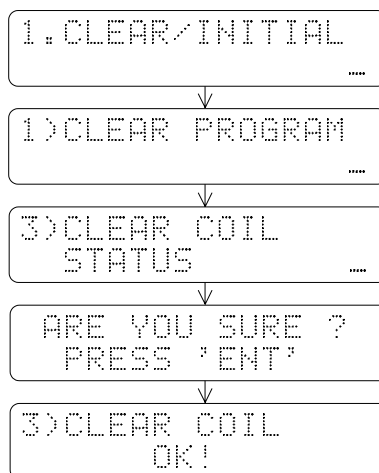 1.CLEAR/INITIAL
1)CLEAR PROGRAM
3)CLEAR COIL
STATUS
ARE YOU SURE ?
PRESS 'ENT'
3)CLEAR COIL
OK!